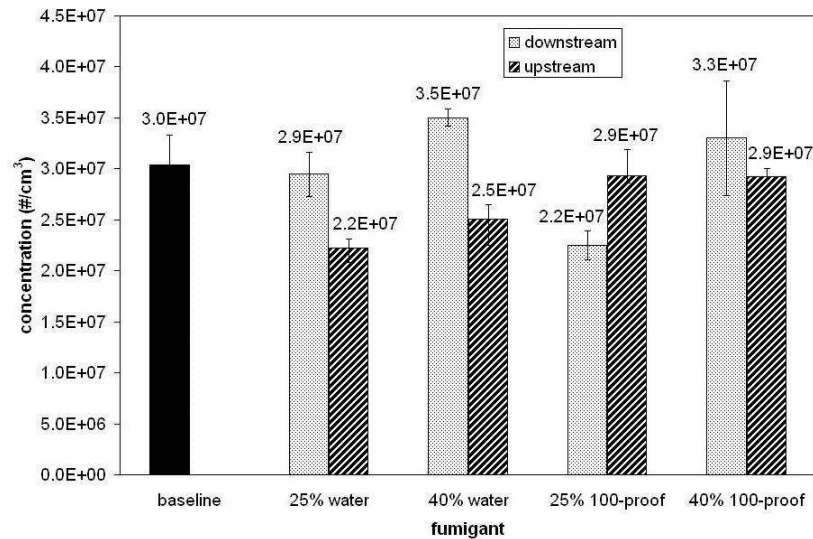 4.5E+07
4.0E+07
3.5E+07
3.0E+07
2.5E+07
2.0E+07
1.5E+07
1.0E+07
5.0E+06
0.0E+00
concentration (#/cm³)
downstream
upstream
3.0E+07
2.9E+07
2.2E+07
3.5E+07
2.5E+07
2.2E+07
2.9E+07
3.3E+07
2.9E+07
baseline
25% water
40% water
25% 100-proof
40% 100-proof
fumigant